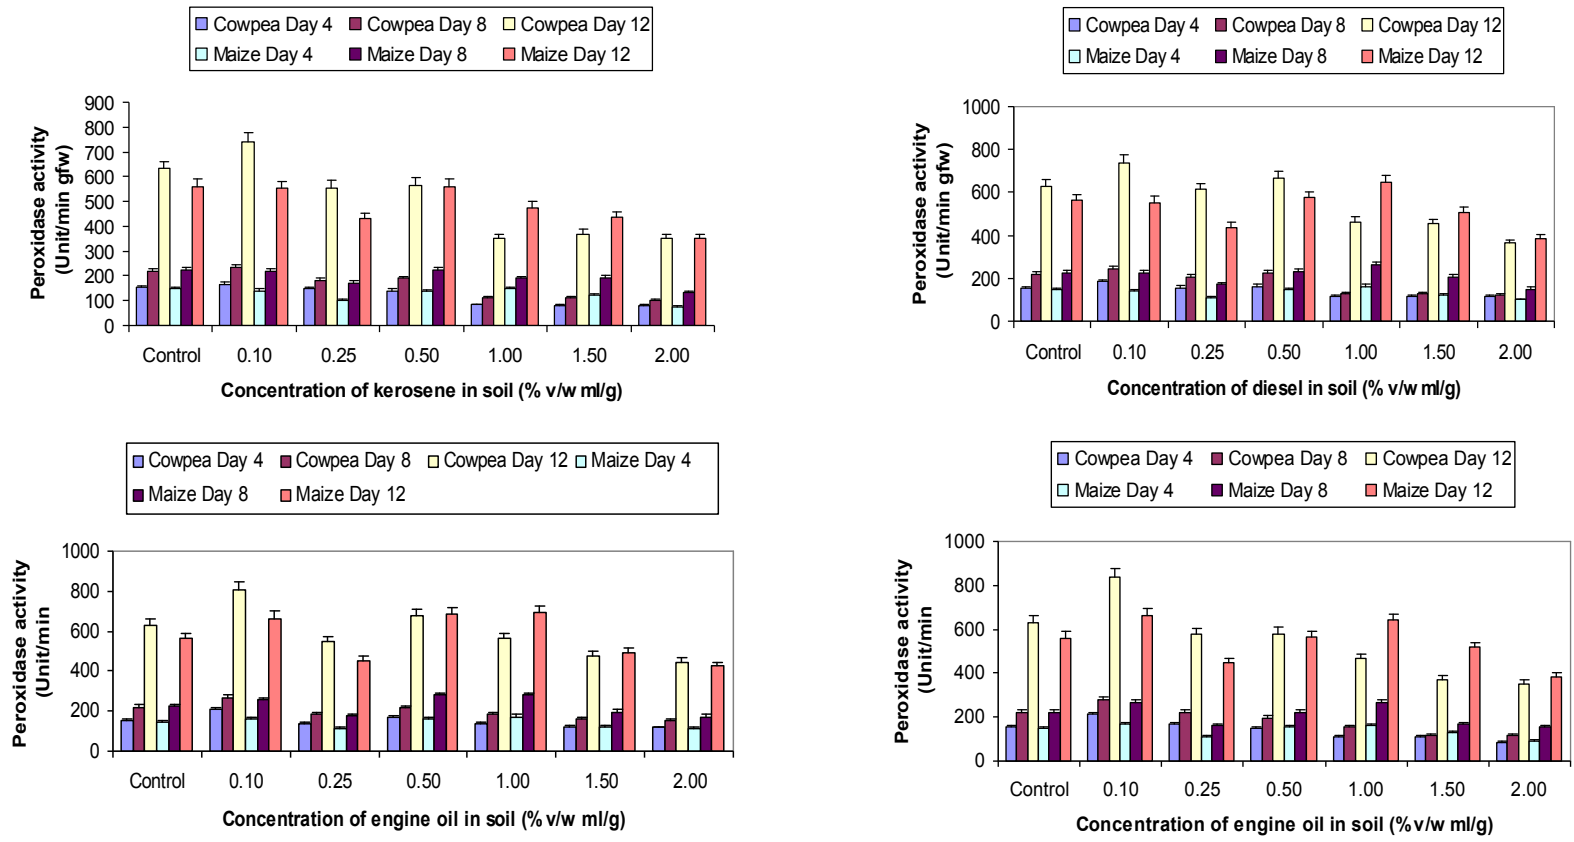 Cowpea Day 4 Cowpea Day 8 Cowpea Day 12
Maize Day 4 Maize Day 8 Maize Day 12
Peroxidase activity
(Unit/min gfw)
900
800
700
600
500
400
300
200
100
0
Control 0.10 0.25 0.50 1.00 1.50 2.00
Concentration of kerosene in soil (% v/w ml/g)
Cowpea Day 4 Cowpea Day 8 Cowpea Day 12
Maize Day 4 Maize Day 8 Maize Day 12
Peroxidase activity
(Unit/min gfw)
1000
800
600
400
200
0
Control 0.10 0.25 0.50 1.00 1.50 2.00
Concentration of diesel in soil (% v/w ml/g)
Cowpea Day 4 Cowpea Day 8 Cowpea Day 12 Maize Day 4
Maize Day 8 Maize Day 12
Peroxidase activity
(Unit/min
1000
800
600
400
200
0
Control 0.10 0.25 0.50 1.00 1.50 2.00
Concentration of engine oil in soil (% v/w ml/g)
Cowpea Day 4 Cowpea Day 8 Cowpea Day 12
Maize Day 4 Maize Day 8 Maize Day 12
Peroxidase activity
(Unit/min
1000
800
600
400
200
0
Control 0.10 0.25 0.50 1.00 1.50 2.00
Concentration of engine oil in soil (% v/w ml/g)